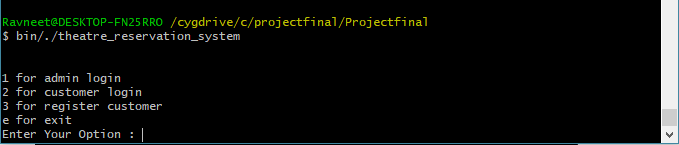 Ravneet@DESKTOP-FN25RRO /cygdrive/c/projectfinal/Projectfinal
$ bin/./theatre_reservation_system
1 for admin login
2 for customer login
3 for register customer
e for exit
Enter Your Option :